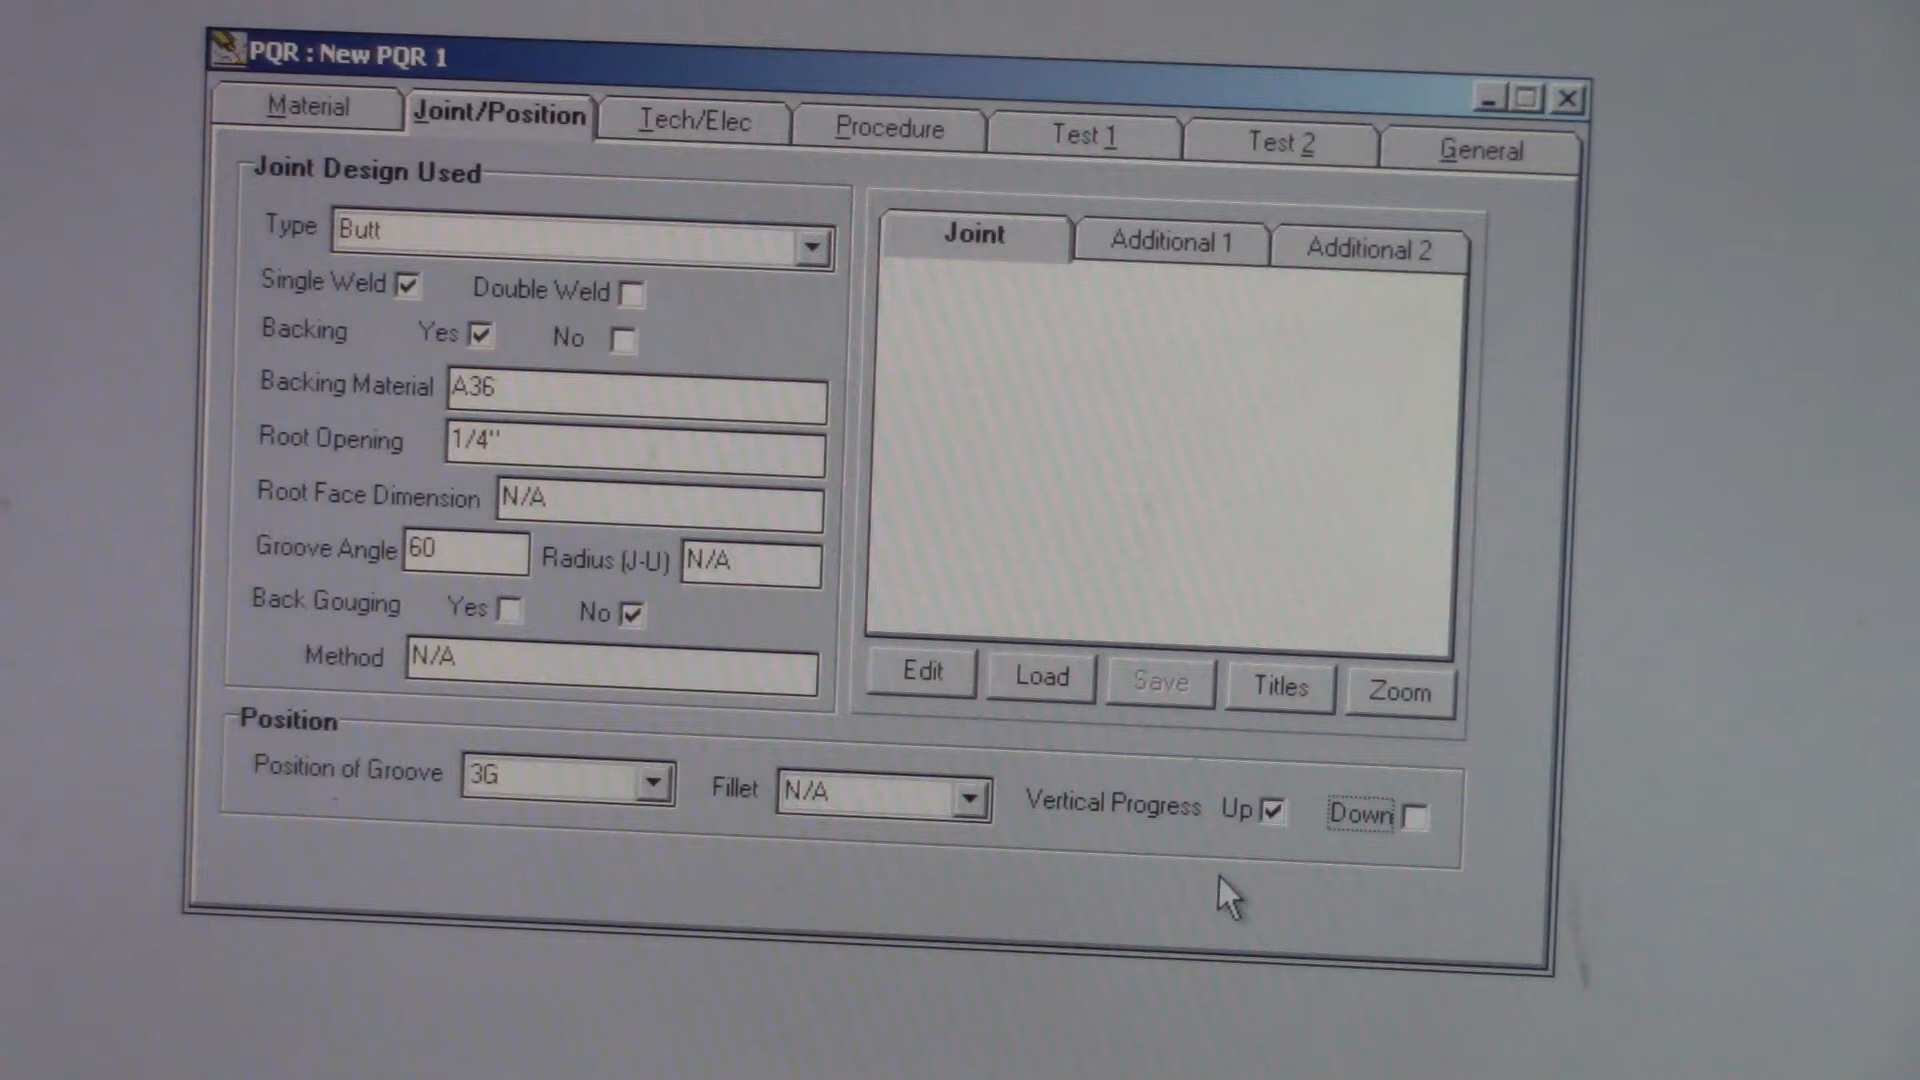 PQR : New PQR 1
Material Joint/Position Tech/Elec Procedure Test 1 Test 2 General
Joint Design Used
Type Butt
Single Weld Double Weld
Backing Yes No
Backing Material A36
Root Opening 1/4"
Root Face Dimension N/A
Groove Angle 60 Radius (J-U) N/A
Back Gouging Yes No
Method N/A
Joint Additional 1 Additional 2
Edit Load Save Titles Zoom
Position
Position of Groove 3G Fillet N/A Vertical Progress Up Down